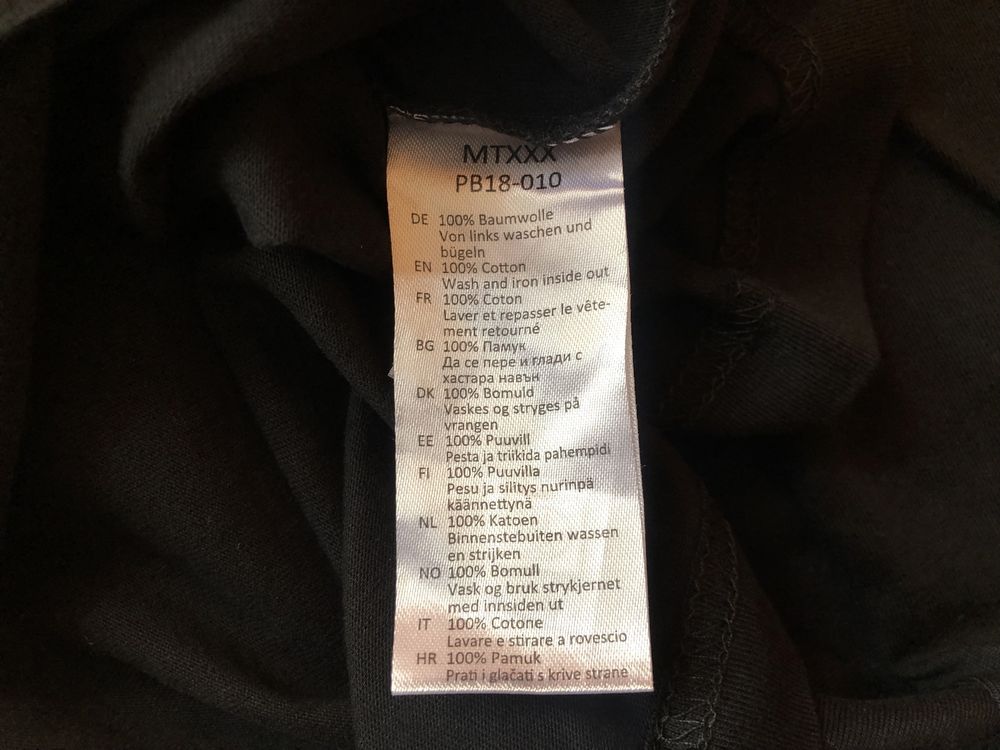 MTXXX
PB18-010
DE 100% Baumwolle
Von links waschen und
bügeln
EN 100% Cotton
Wash and iron inside out
FR 100% Coton
Laver et repasser le vête-
ment retourné
BG 100% Памук
Да се пере и глади с
хастара навън
DK 100% Bomuld
Vaskes og stryges på
vrangen
EE 100% Puuvill
Pesta ja triikida pahempidi
FI 100% Puuvilla
Pesu ja silitys nurinpä
käännettynä
NL 100% Katoen
Binnenstebuiten wassen
en strijken
NO 100% Bomull
Vask og bruk strykjernet
med innsiden ut
IT 100% Cotone
Lavare e stirare a rovescio
HR 100% Pamuk
Prati i glačati s krive strane